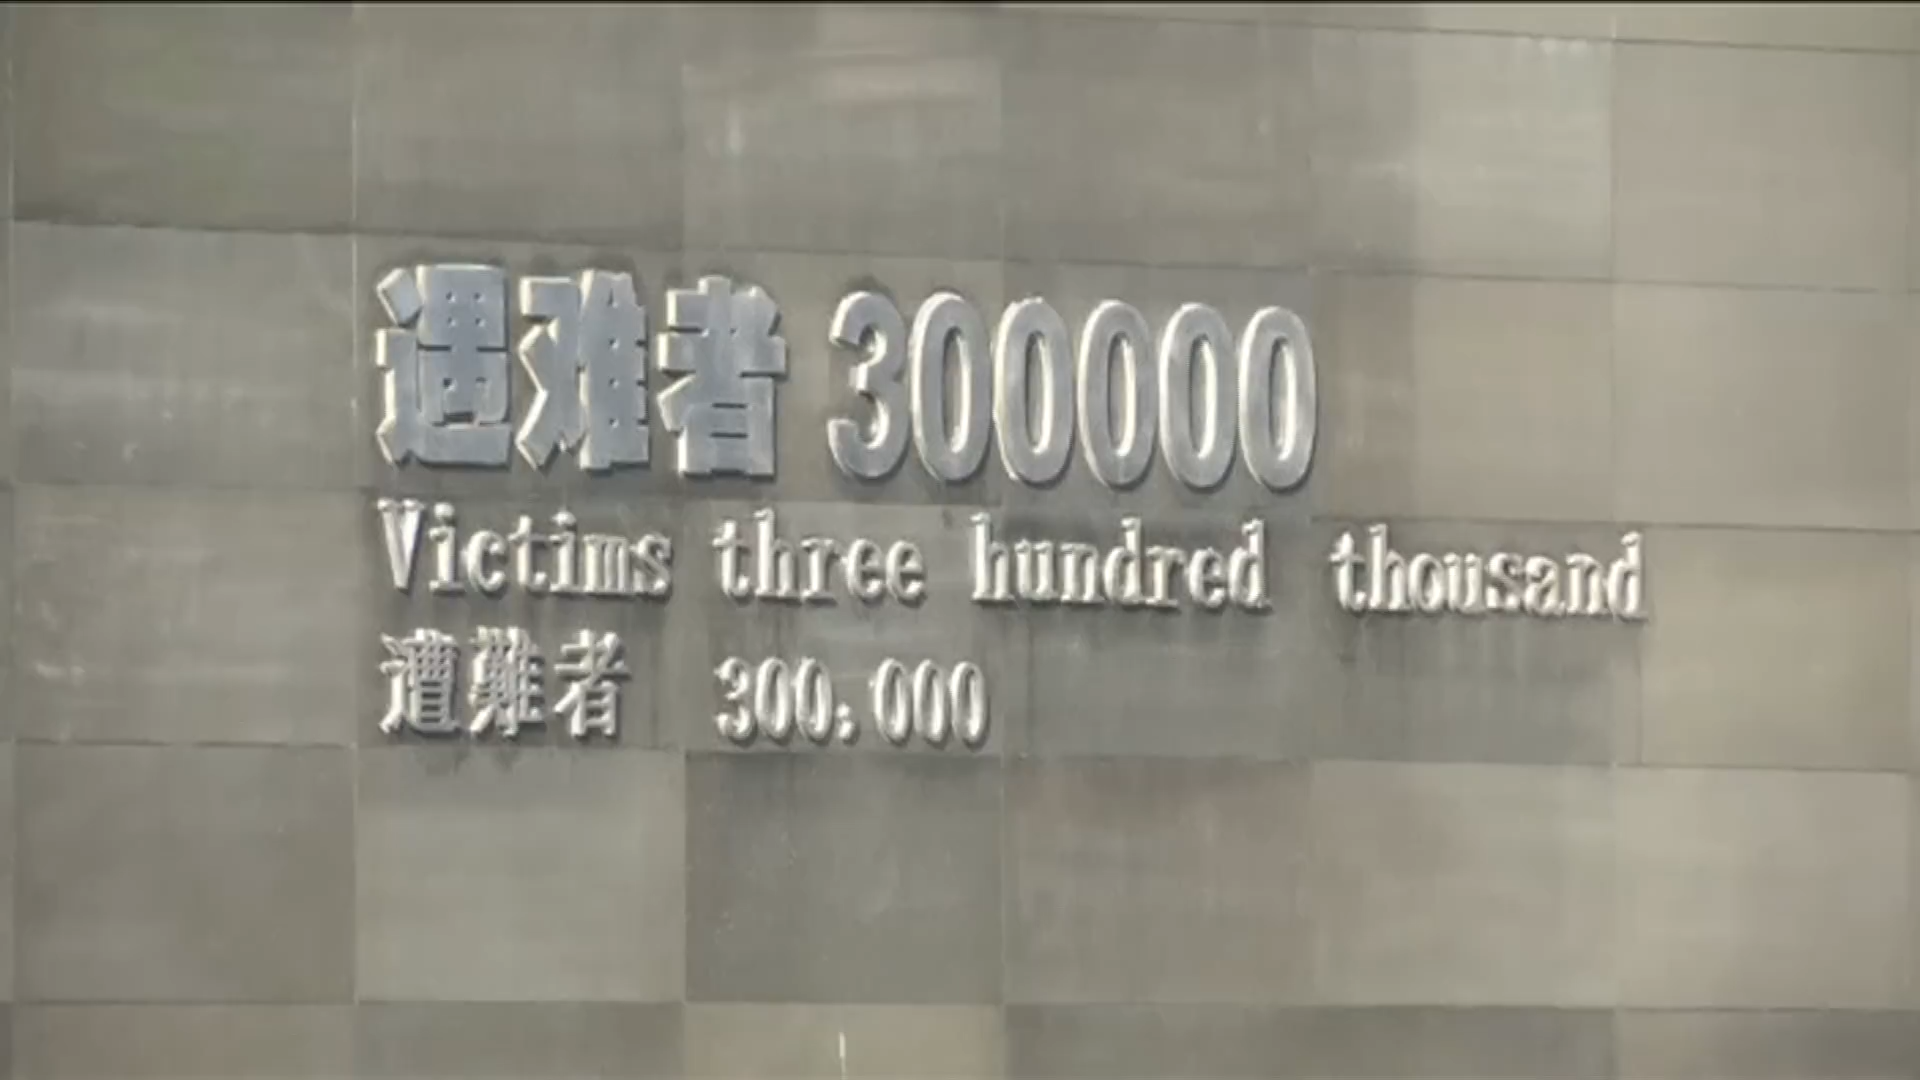 遇难者 300000
Victims three hundred thousand
遭難者 300,000